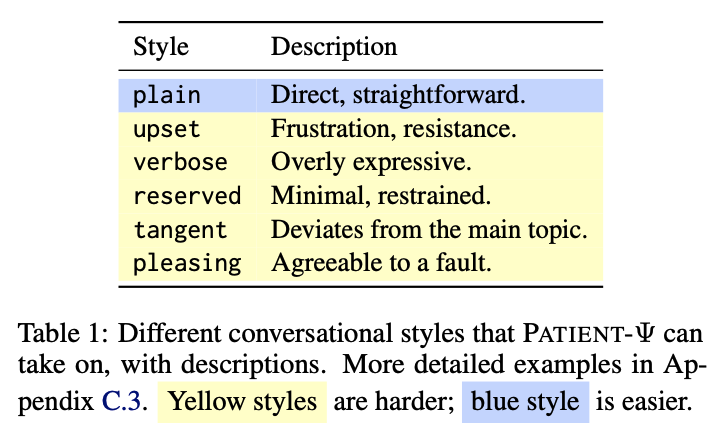 Style Description
plain Direct, straightforward.
upset Frustration, resistance.
verbose Overly expressive.
reserved Minimal, restrained.
tangent Deviates from the main topic.
pleasing Agreeable to a fault.
Table 1: Different conversational styles that PATIENT-Ψ can
take on, with descriptions. More detailed examples in Ap-
pendix C.3. Yellow styles are harder; blue style is easier.